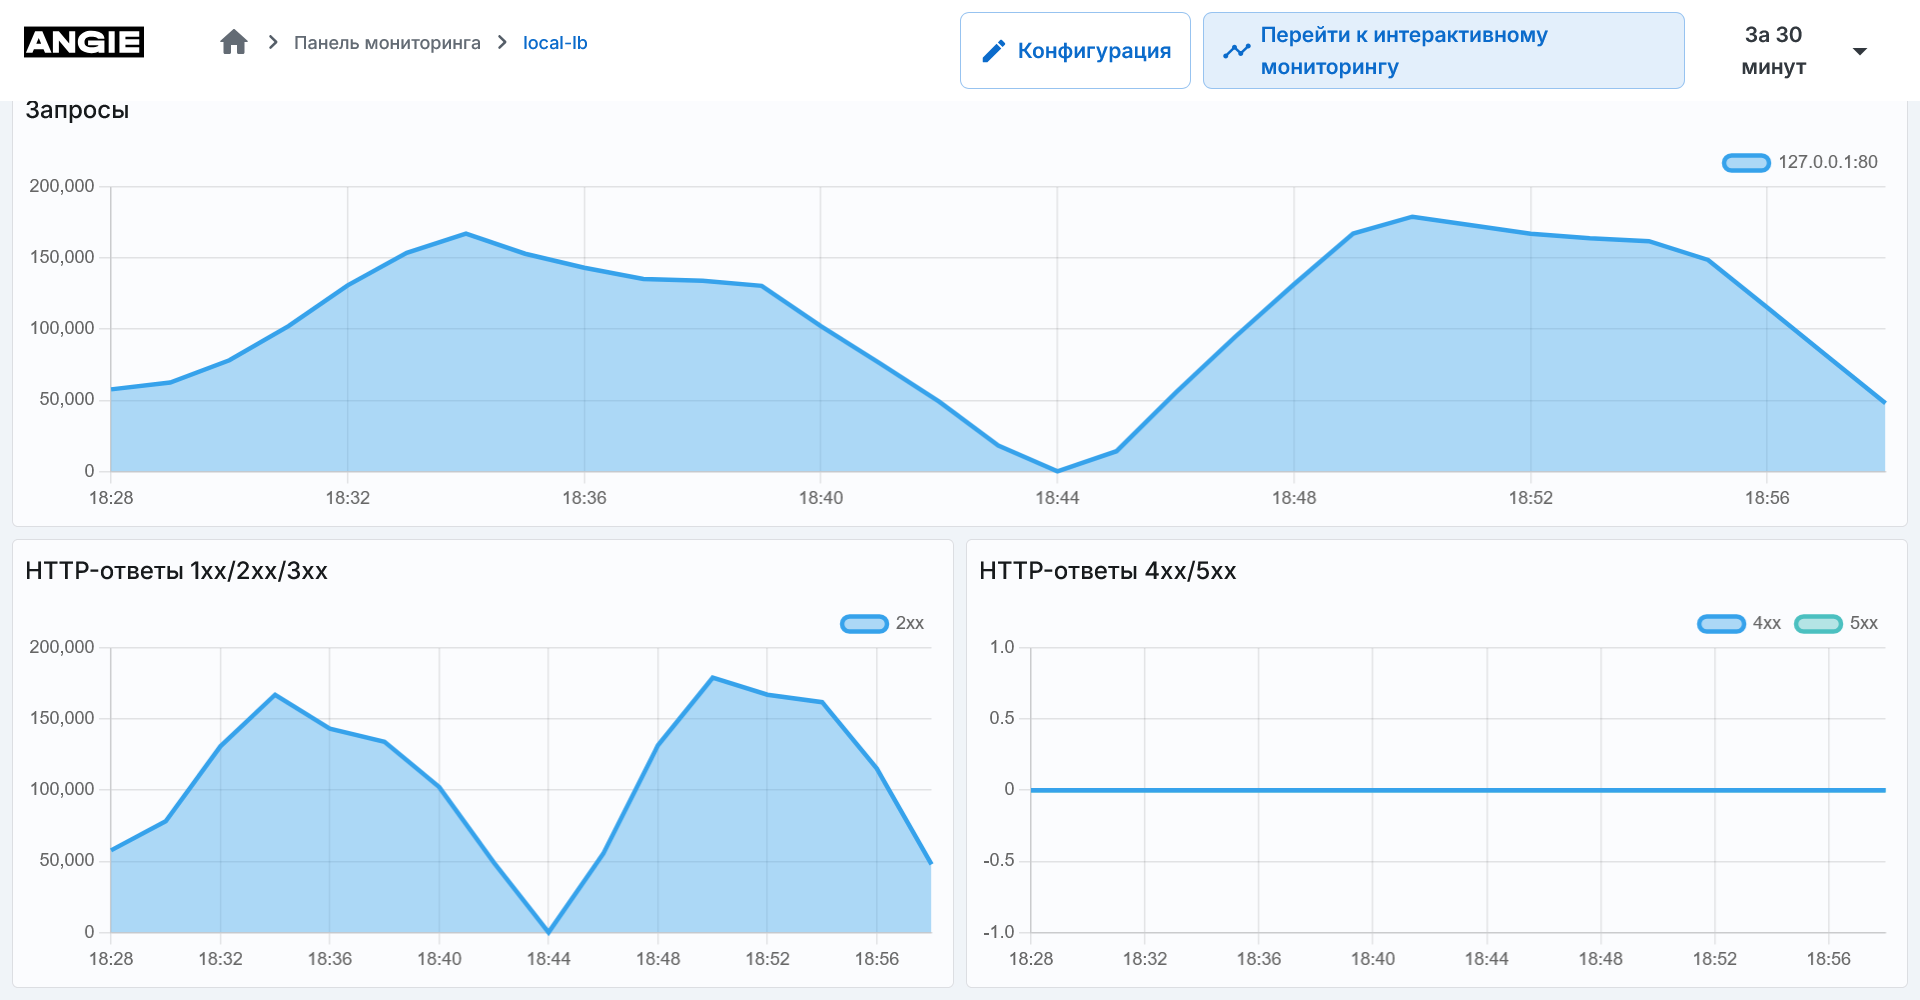 ANGIE
Панель мониторинга
local-lb
Конфигурация
Перейти к интерактивному
мониторингу
За 30
минут
Запросы
127.0.0.1:80
200,000
150,000
100,000
50,000
0
18:28 18:32 18:36 18:40 18:44 18:48 18:52 18:56
HTTP-ответы 1xx/2xx/3xx
2xx
200,000
150,000
100,000
50,000
0
18:28 18:32 18:36 18:40 18:44 18:48 18:52 18:56
HTTP-ответы 4xx/5xx
4xx 5xx
1.0
0.5
0
-0.5
-1.0
18:28 18:32 18:36 18:40 18:44 18:48 18:52 18:56